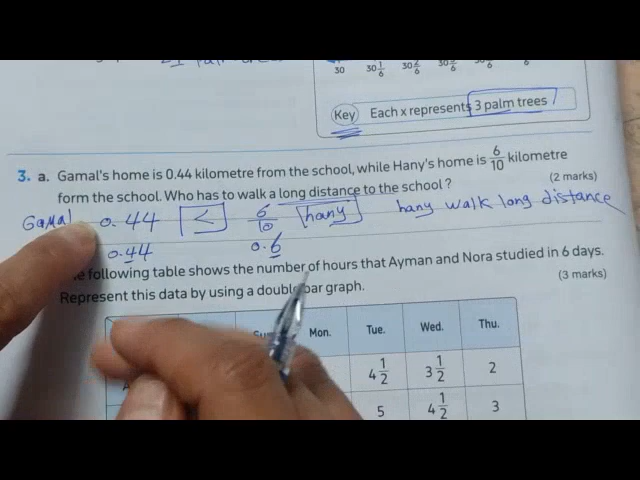 30 30 1/6 30 2/6
Key Each x represents 3 palm trees
3. a. Gamal's home is 0.44 kilometre from the school, while Hany's home is 6/10 kilometre
form the school. Who has to walk a long distance to the school ? (2 marks)
Gamal 0.44 < 6/10 hany hany walk long distance
0.44 0.6
following table shows the number of hours that Ayman and Nora studied in 6 days.
Represent this data by using a double bar graph. (3 marks)
Mon. Tue. Wed. Thu.
4 1/2 3 1/2 2
5 4 1/2 3